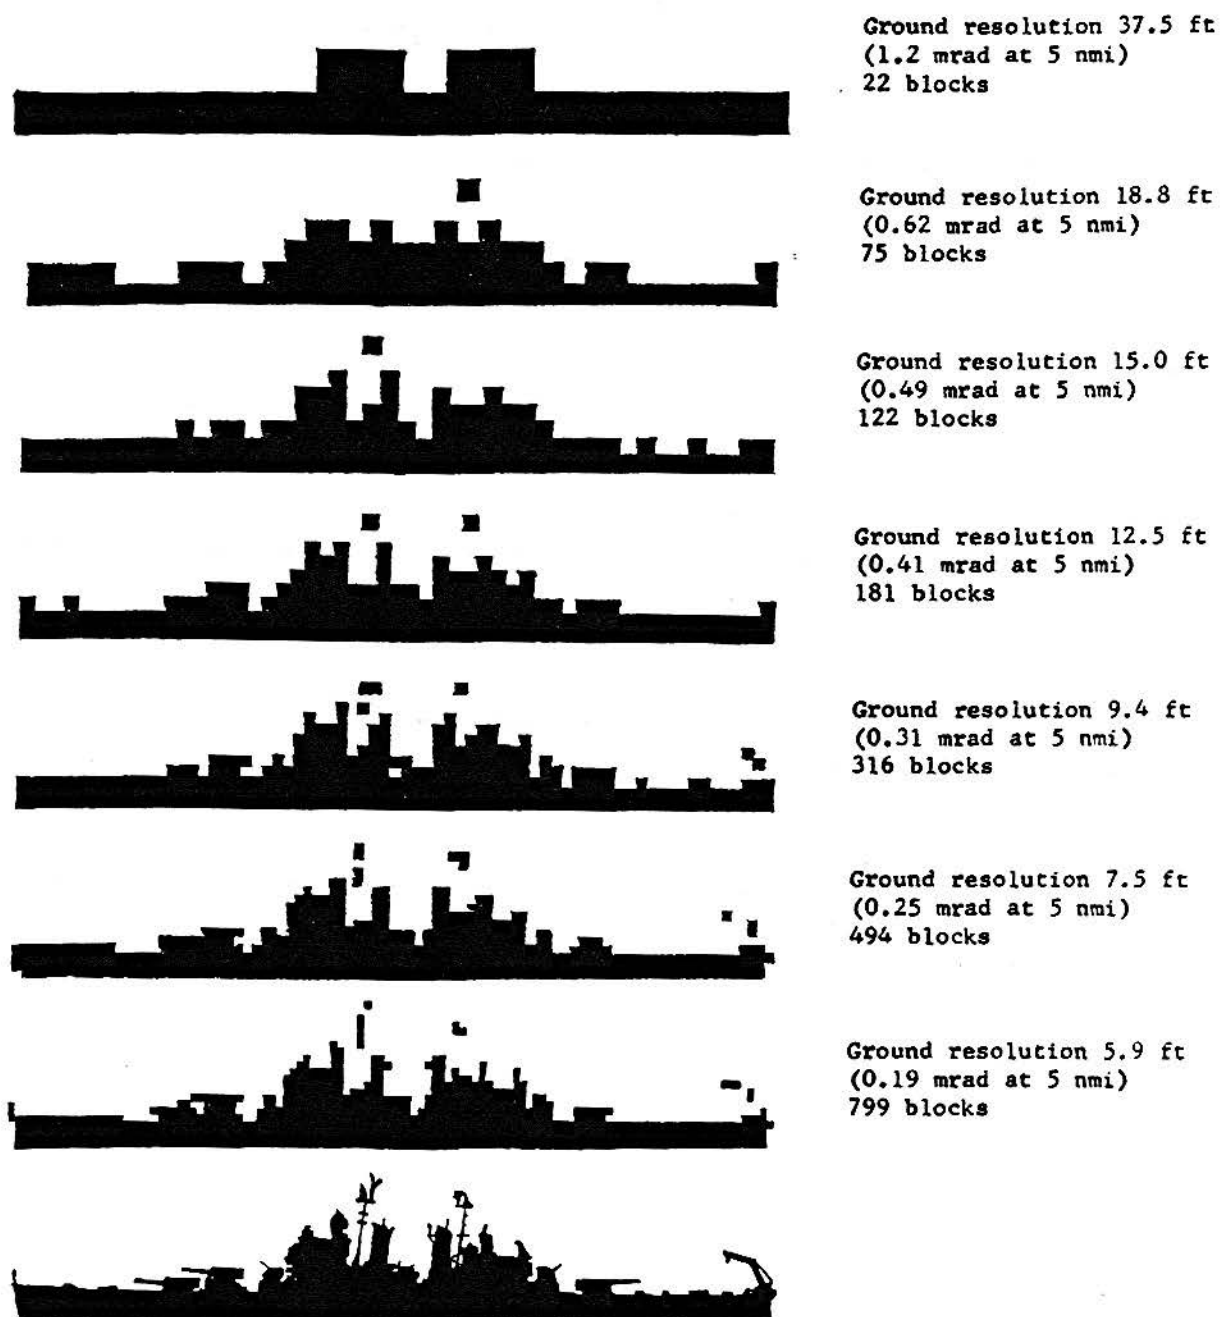 Ground resolution 37.5 ft
(1.2 mrad at 5 nmi)
22 blocks
Ground resolution 18.8 ft
(0.62 mrad at 5 nmi)
75 blocks
Ground resolution 15.0 ft
(0.49 mrad at 5 nmi)
122 blocks
Ground resolution 12.5 ft
(0.41 mrad at 5 nmi)
181 blocks
Ground resolution 9.4 ft
(0.31 mrad at 5 nmi)
316 blocks
Ground resolution 7.5 ft
(0.25 mrad at 5 nmi)
494 blocks
Ground resolution 5.9 ft
(0.19 mrad at 5 nmi)
799 blocks